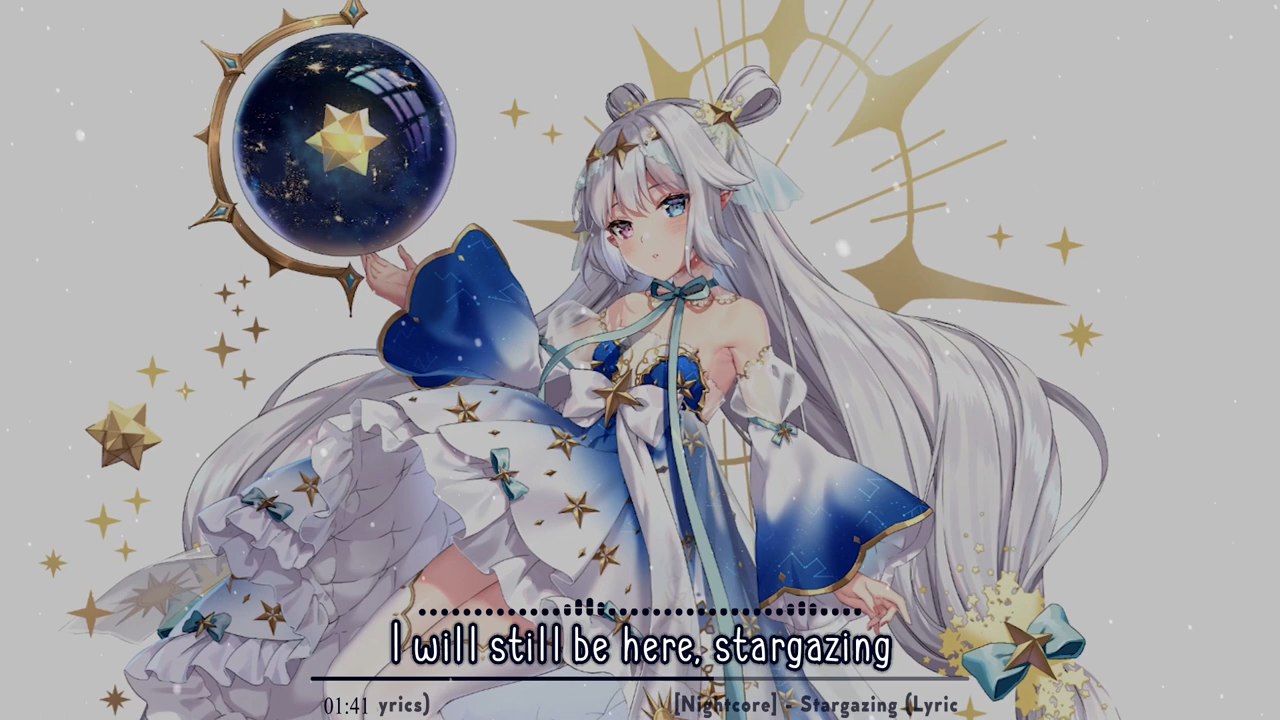 I will still be here, stargazing
01:41 yrics) [Nightcore] - Stargazing (Lyric